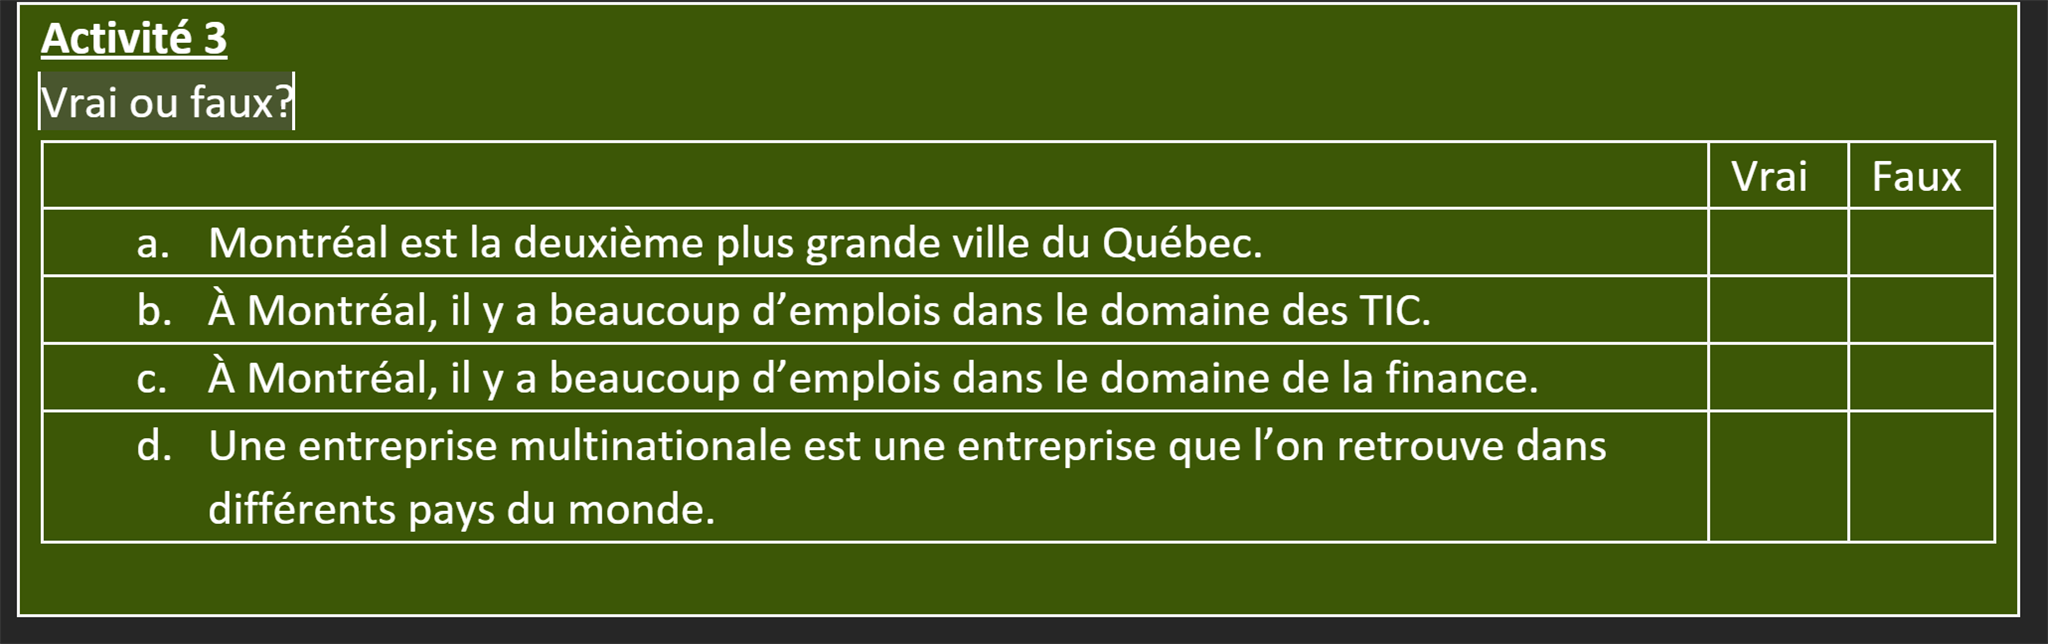 Activité 3
Vrai ou faux?
Vrai Faux
a. Montréal est la deuxième plus grande ville du Québec.
b. À Montréal, il y a beaucoup d’emplois dans le domaine des TIC.
c. À Montréal, il y a beaucoup d’emplois dans le domaine de la finance.
d. Une entreprise multinationale est une entreprise que l’on retrouve dans
différents pays du monde.